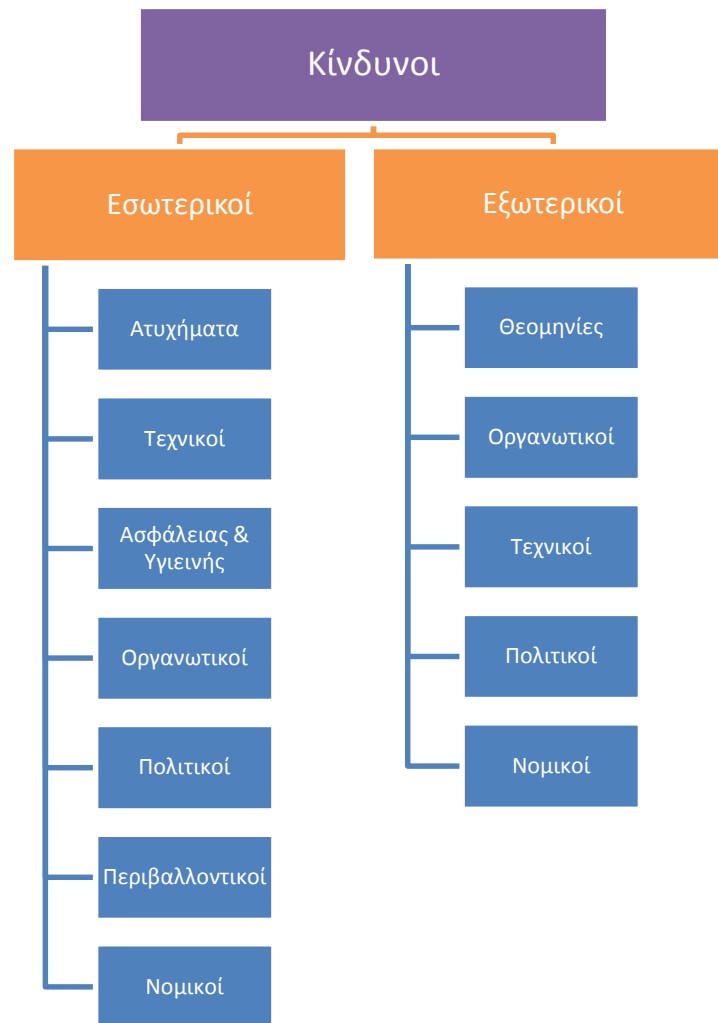 Κίνδυνοι
Εσωτερικοί
Ατυχήματα
Τεχνικοί
Ασφάλειας &
Υγιεινής
Οργανωτικοί
Πολιτικοί
Περιβαλλοντικοί
Νομικοί
Εξωτερικοί
Θεομηνίες
Οργανωτικοί
Τεχνικοί
Πολιτικοί
Νομικοί